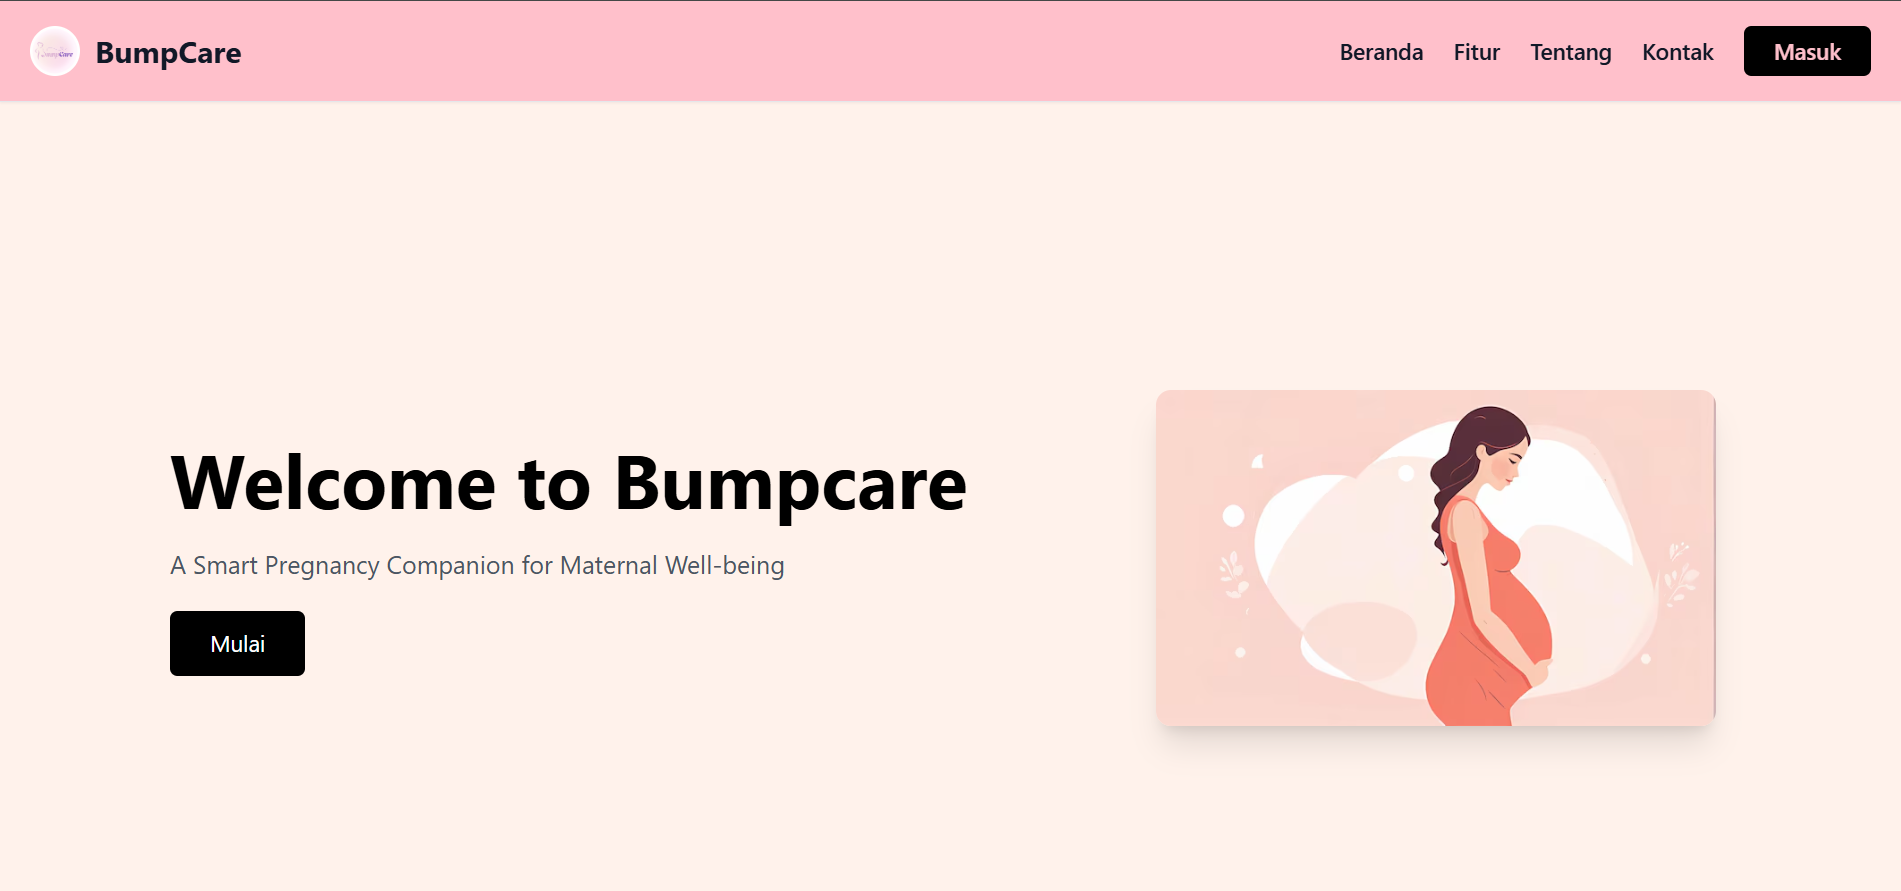 BumpCare
Beranda Fitur Tentang Kontak Masuk
Welcome to Bumpcare
A Smart Pregnancy Companion for Maternal Well-being
Mulai